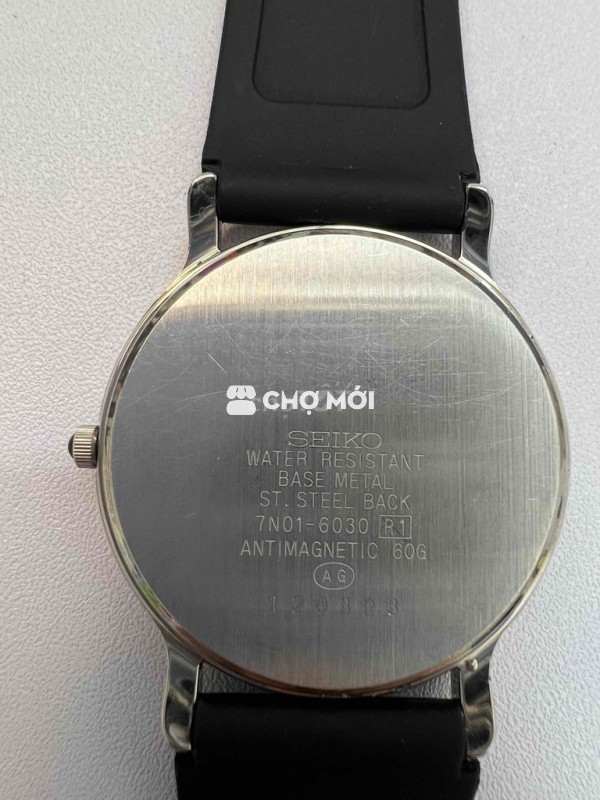 CHỢ MỚI
SEIKO
WATER RESISTANT
BASE METAL
ST. STEEL BACK
7N01-6030 R1
ANTIMAGNETIC 60G
AG
120323